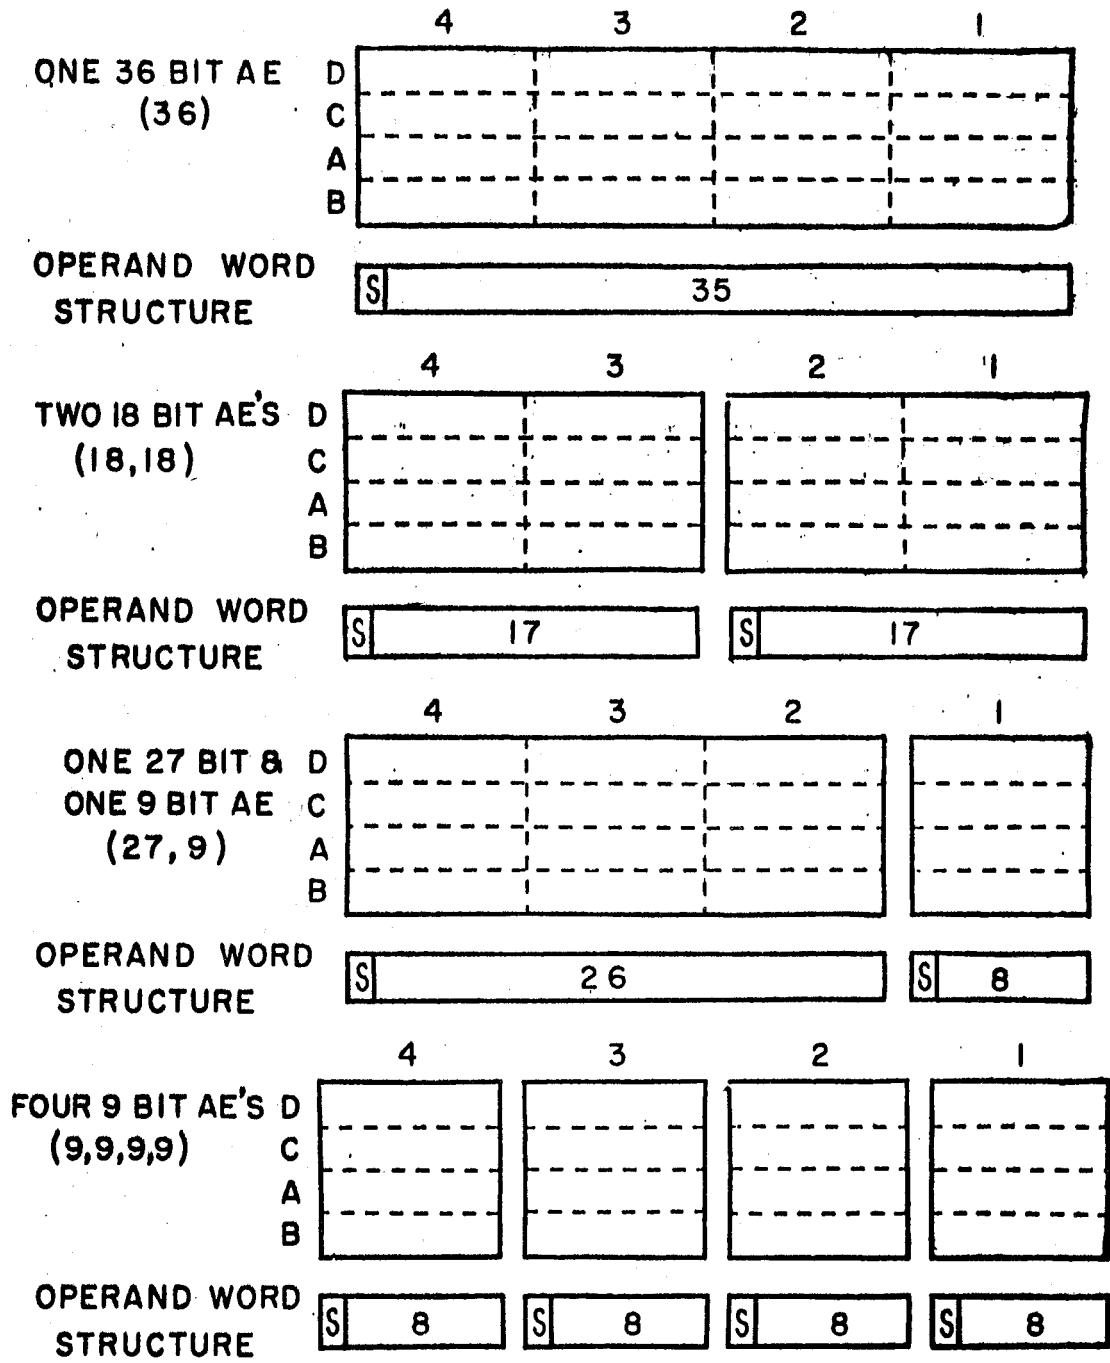 4 3 2 1
ONE 36 BIT AE D
(36) C
A
B
OPERAND WORD
STRUCTURE
S 35
4 3 2 1
TWO 18 BIT AE'S D
(18,18) C
A
B
OPERAND WORD
STRUCTURE
S 17 S 17
4 3 2 1
ONE 27 BIT & D
ONE 9 BIT AE C
(27,9) A
B
OPERAND WORD
STRUCTURE
S 26 S 8
4 3 2 1
FOUR 9 BIT AE'S D
(9,9,9,9) C
A
B
OPERAND WORD
STRUCTURE
S 8 S 8 S 8 S 8